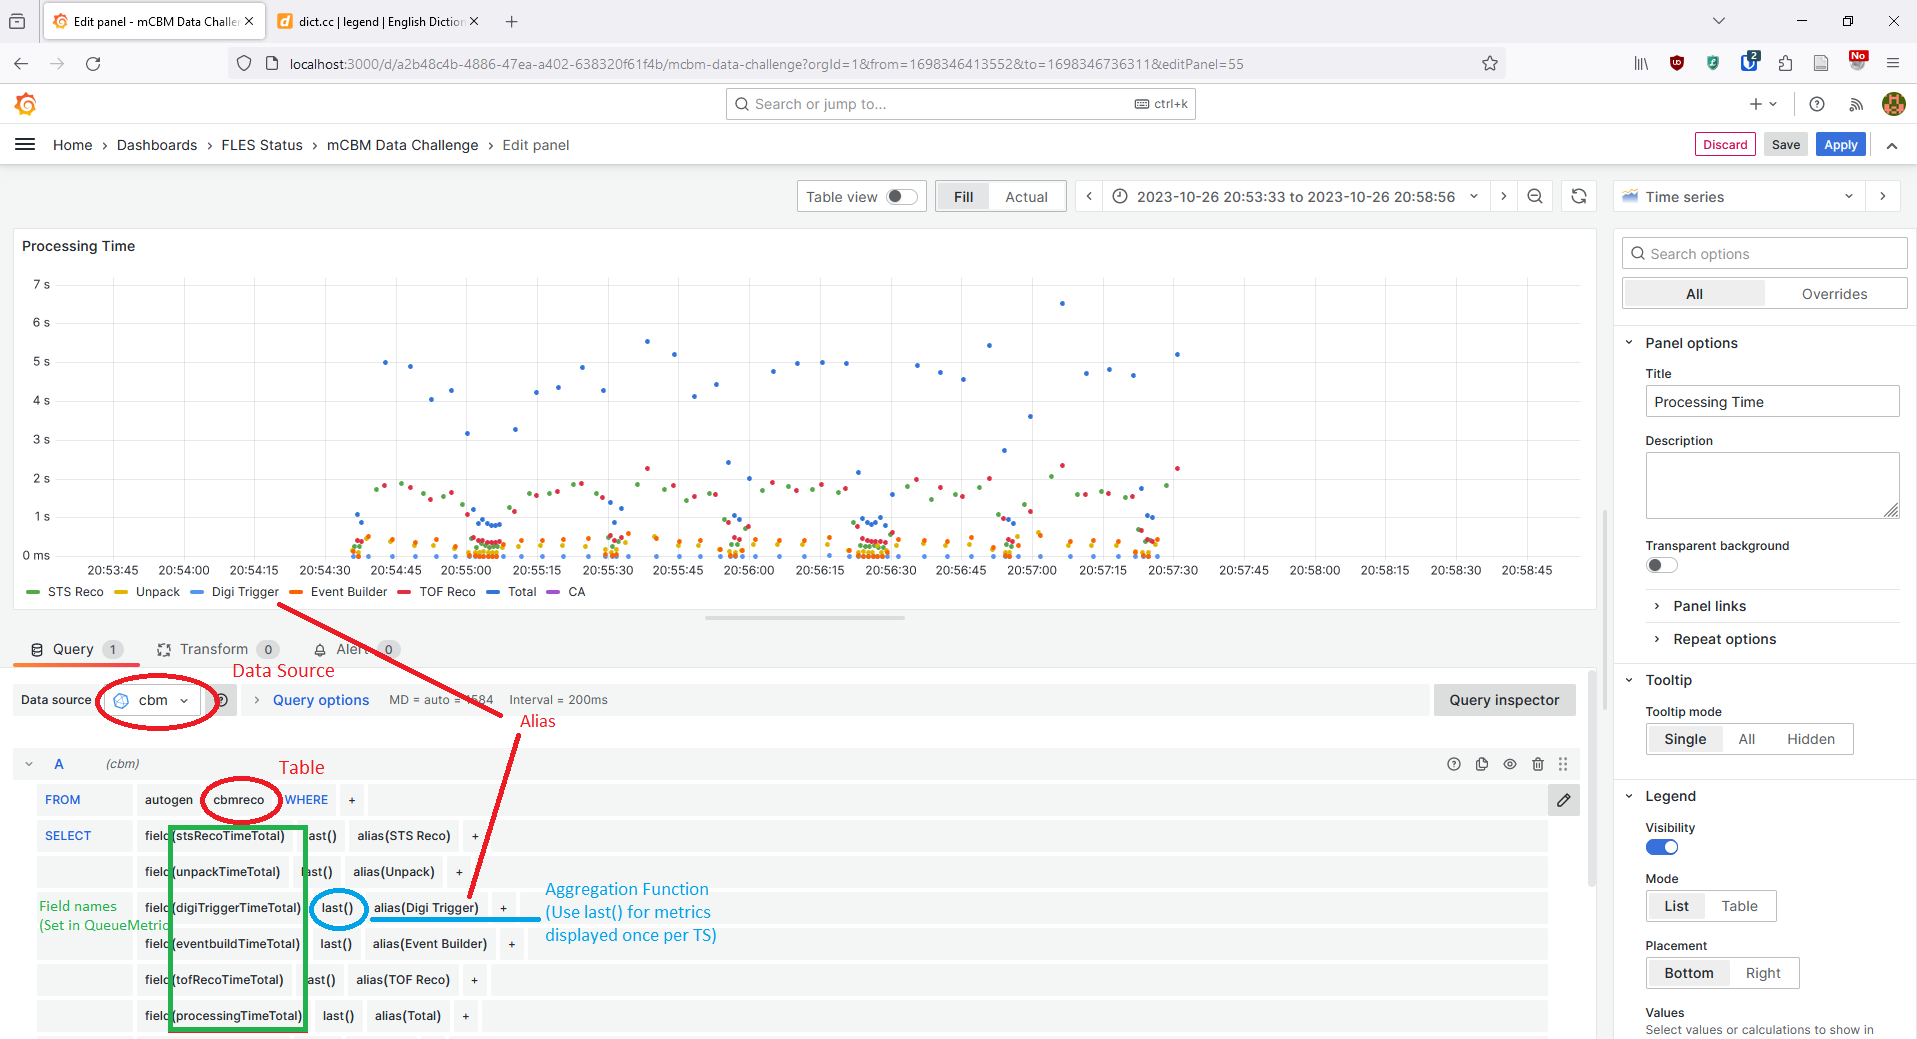 Edit panel - mCBM Data Challe
dict.cc | legend | English Diction
localhost:3000/d/a2b48c4b-4886-47ea-a402-638320f61f4b/mcbm-data-challenge?orgId=1&from=1698346413552&to=1698346736311&editPanel=55
2
No
Search or jump to...
ctrl+k
Home › Dashboards › FLES Status › mCBM Data Challenge › Edit panel
Discard
Save
Apply
Table view
Fill
Actual
2023-10-26 20:53:33 to 2023-10-26 20:58:56
Time series
Processing Time
7 s
6 s
5 s
4 s
3 s
2 s
1 s
0 ms
20:53:45 20:54:00 20:54:15 20:54:30 20:54:45 20:55:00 20:55:15 20:55:30 20:55:45 20:56:00 20:56:15 20:56:30 20:56:45 20:57:00 20:57:15 20:57:30 20:57:45 20:58:00 20:58:15 20:58:30 20:58:45
STS Reco Unpack Digi Trigger Event Builder TOF Reco Total CA
Search options
All
Overrides
Panel options
Title
Processing Time
Description
Transparent background
Panel links
Repeat options
Tooltip
Tooltip mode
Single
All
Hidden
Legend
Visibility
Mode
List
Table
Placement
Bottom
Right
Values
Select values or calculations to show in
Query 1
Transform 0
Alert 0
Data Source
Data source
cbm
Query options
MD = auto = 1584
Interval = 200ms
Query inspector
Alias
A
(cbm)
Table
FROM autogen cbmreco WHERE +
SELECT field(stsRecoTimeTotal) last() alias(STS Reco) +
field(unpackTimeTotal) last() alias(Unpack) +
Field names
(Set in QueueMetric
field(digiTriggerTimeTotal) last() alias(Digi Trigger) +
Aggregation Function
(Use last() for metrics
displayed once per TS)
field(eventbuildTimeTotal) last() alias(Event Builder) +
field(tofRecoTimeTotal) last() alias(TOF Reco) +
field(processingTimeTotal) last() alias(Total) +